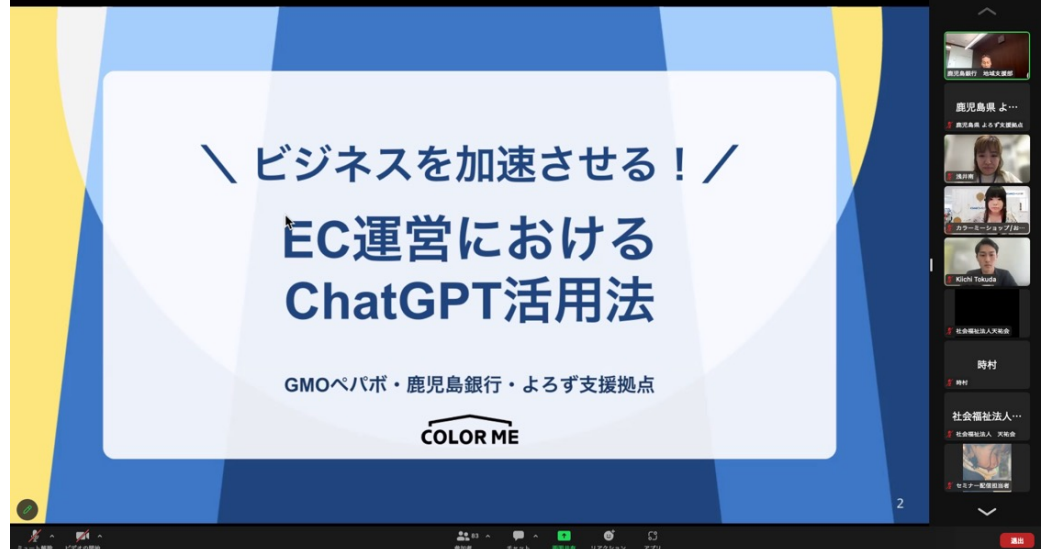 \ ビジネスを加速させる！ /
EC運営における
ChatGPT活用法
GMOペパボ・鹿児島銀行・よろず支援拠点
COLOR ME
2
鹿児島銀行 地域支援部
鹿児島県 よ…
鹿児島県 よろず支援拠点
カラーミーショップ/お…
Kiichi Tokuda
社会福祉法人天祐会
時村
時村
社会福祉法人…
社会福祉法人 天祐会
セミナー配信担当者
83
退出